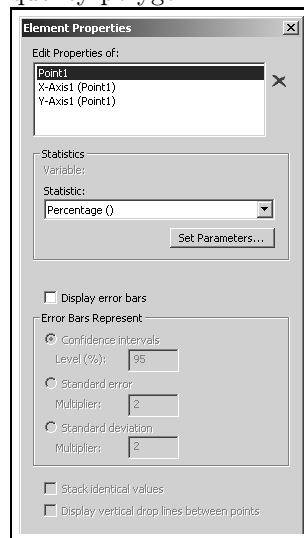 Element Properties
Edit Properties of:
Point1
X-Axis1 (Point1)
Y-Axis1 (Point1)
Statistics
Variable:
Statistic:
Percentage ()
Set Parameters...
Display error bars
Error Bars Represent
Confidence intervals
Level (%): 95
Standard error
Multiplier: 2
Standard deviation
Multiplier: 2
Stack identical values
Display vertical drop lines between points